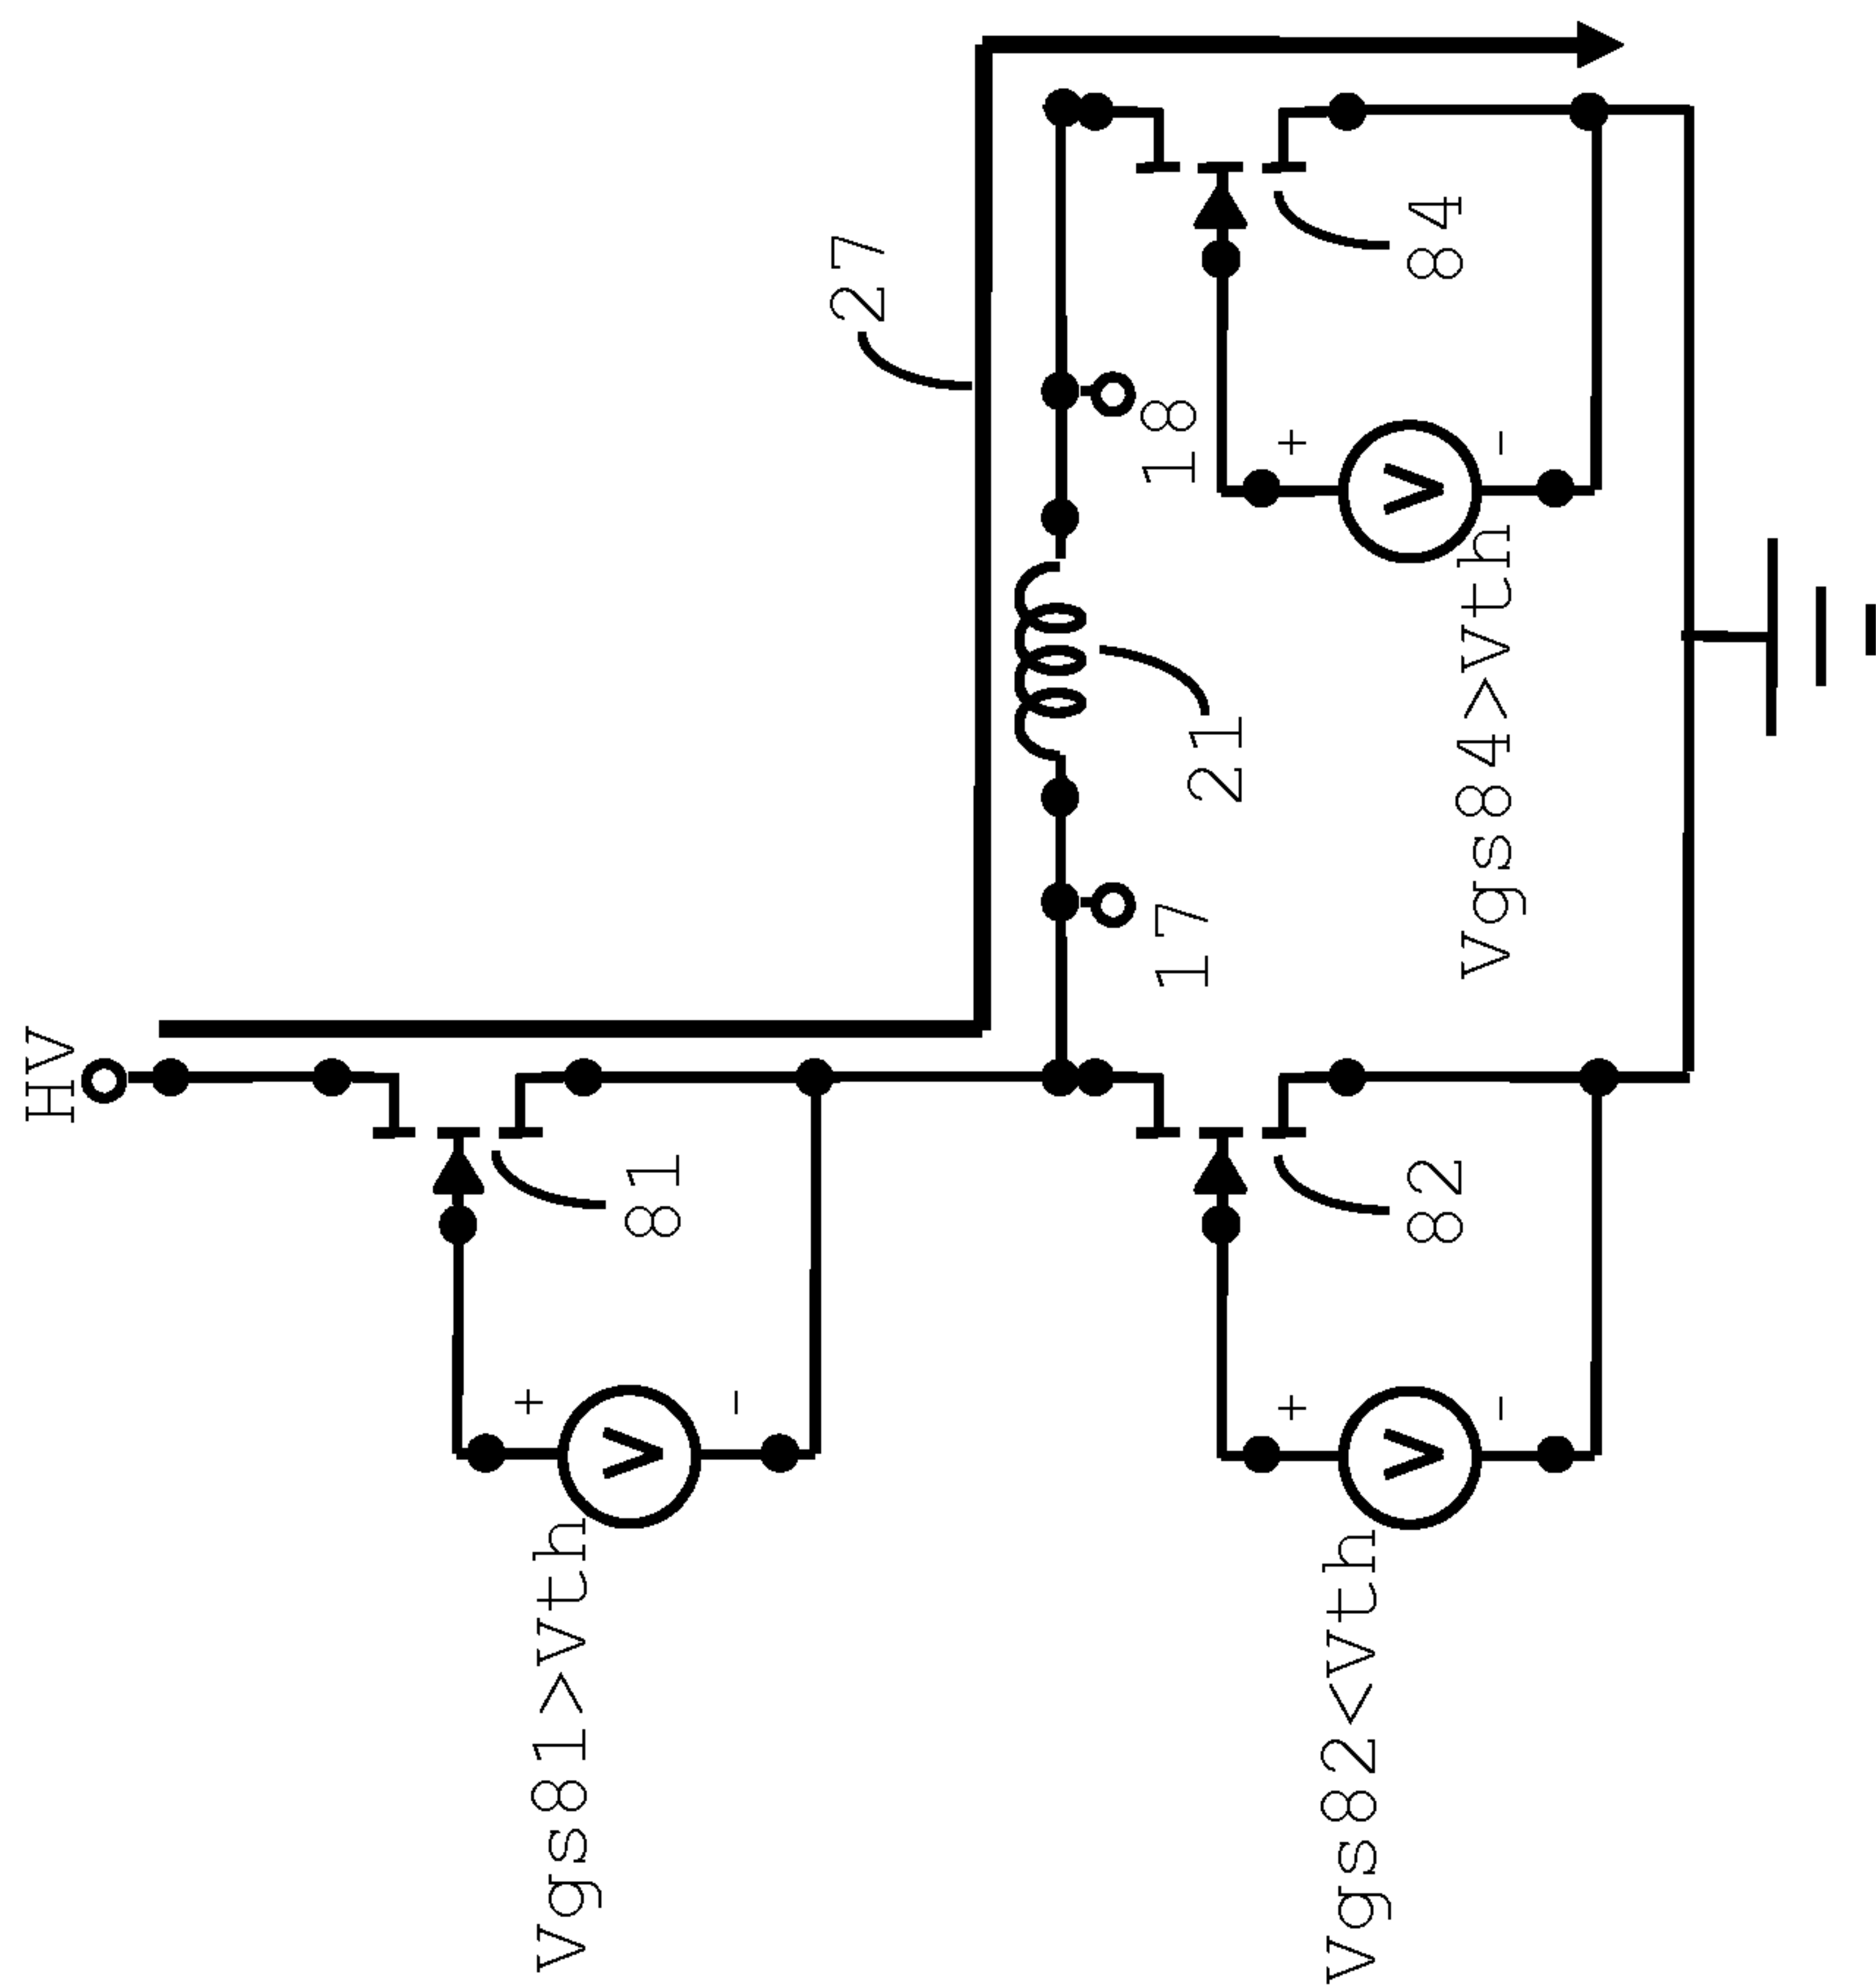 HV
+
Vgs81>Vth
V
81
-
27
17
18
21
+
+
Vgs82<Vth
V
82
V
84
Vgs84>Vth
-
-